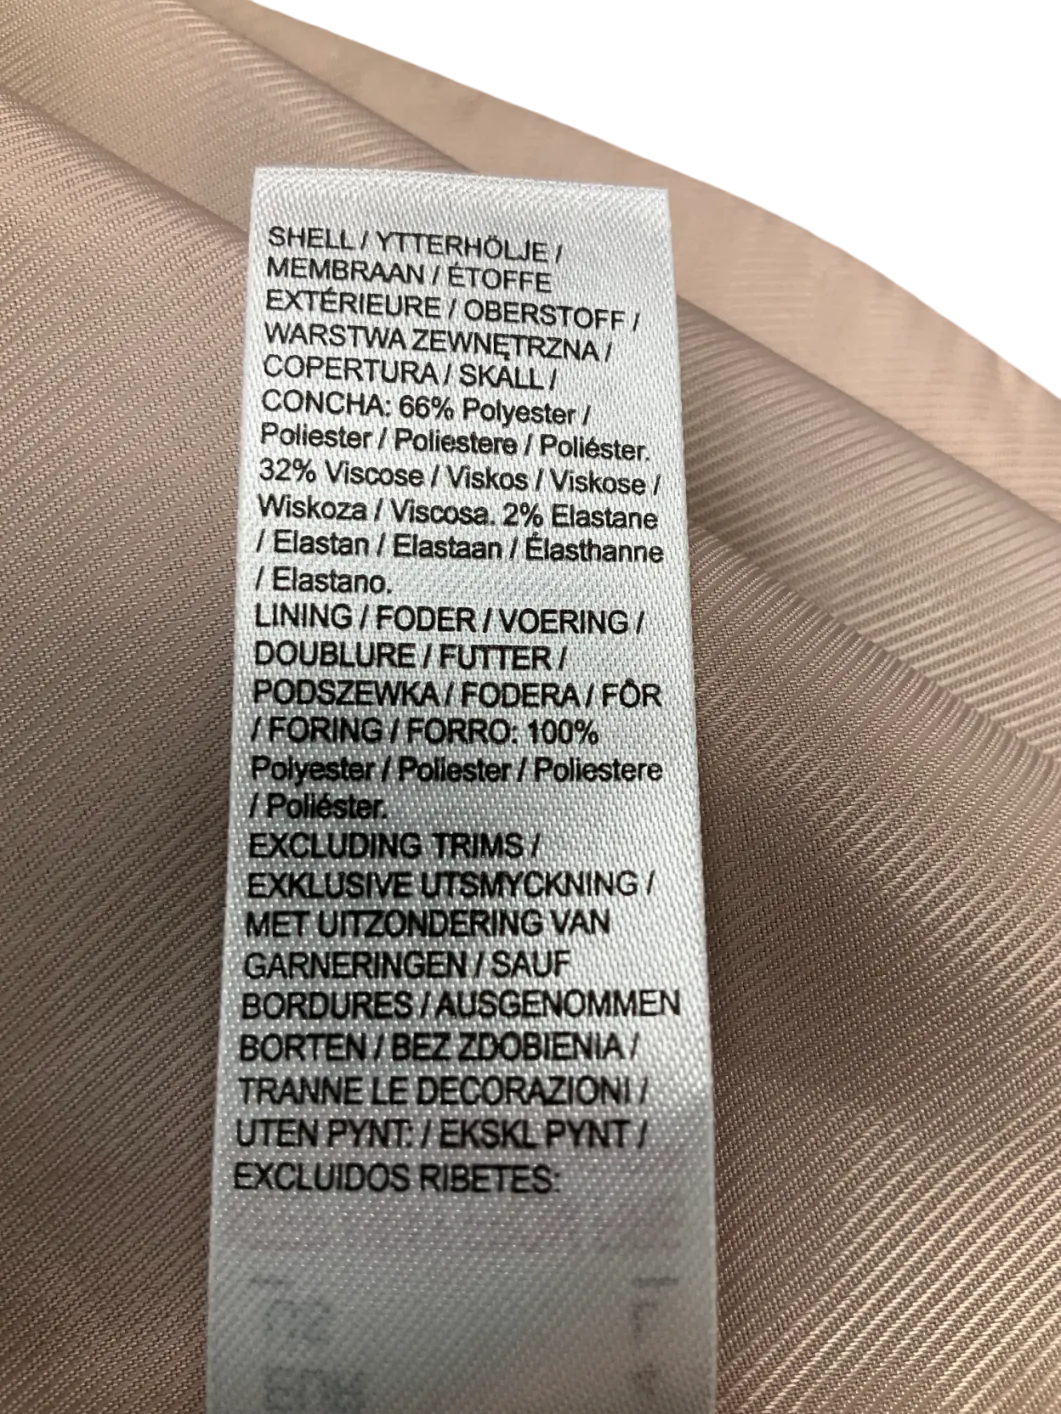 SHELL / YTTERHÖLJE /
MEMBRAAN / ÉTOFFE
EXTÉRIEURE / OBERSTOFF /
WARSTWA ZEWNĘTRZNA /
COPERTURA / SKALL /
CONCHA: 66% Polyester /
Poliester / Poliestere / Poliéster.
32% Viscose / Viskos / Viskose /
Wiskoza / Viscosa. 2% Elastane
/ Elastan / Elastaan / Élasthanne
/ Elastano.
LINING / FODER / VOERING /
DOUBLURE / FUTTER /
PODSZEWKA / FODERA / FÔR
/ FORING / FORRO: 100%
Polyester / Poliester / Poliestere
/ Poliéster.
EXCLUDING TRIMS /
EXKLUSIVE UTSMYCKNING /
MET UITZONDERING VAN
GARNERINGEN / SAUF
BORDURES / AUSGENOMMEN
BORTEN / BEZ ZDOBIENIA /
TRANNE LE DECORAZIONI /
UTEN PYNT: / EKSKL PYNT /
EXCLUIDOS RIBETES: